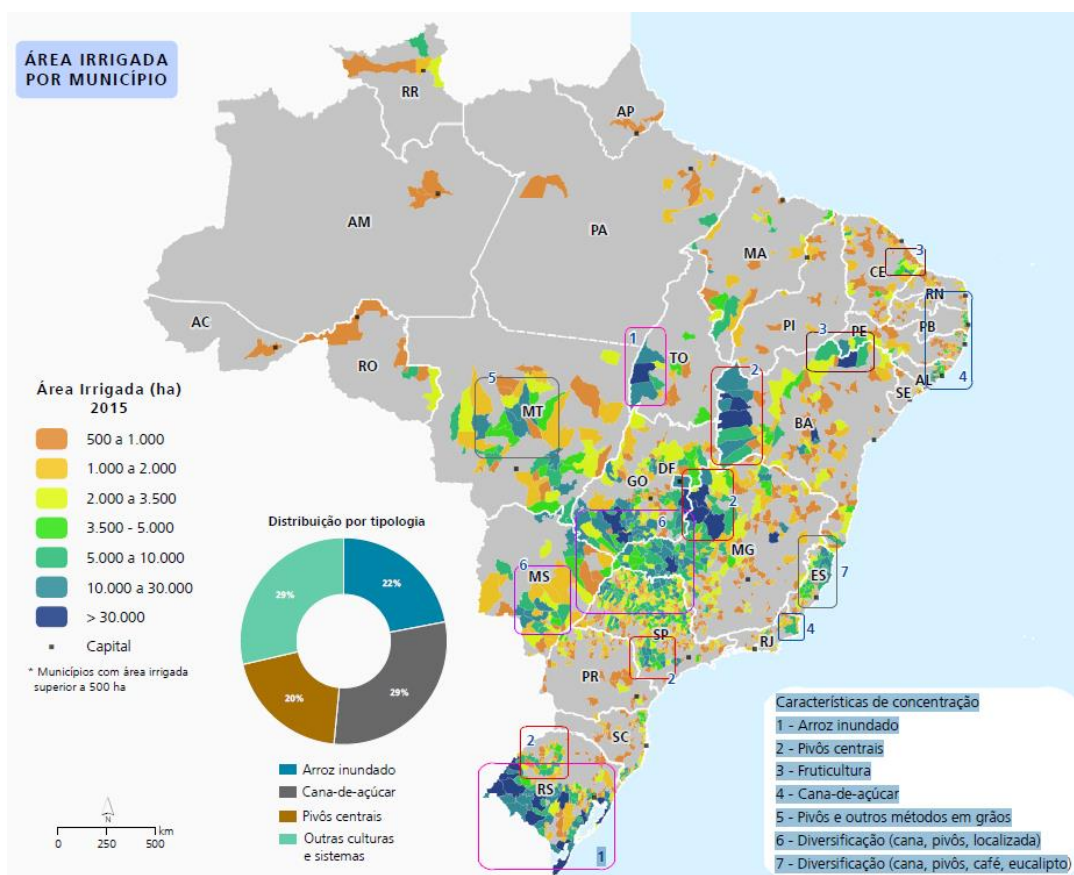 ÁREA IRRIGADA
POR MUNICÍPIO
RR
AP
AM
PA
MA
CE
3
RN
PB
PE
3
PI
AC
RO
1
TO
2
AL
4
SE
5
MT
BA
DF
GO
2
6
MG
6
MS
ES
7
SP
RJ
4
2
PR
SC
2
RS
1
Área Irrigada (ha)
2015
500 a 1.000
1.000 a 2.000
2.000 a 3.500
3.500 - 5.000
5.000 a 10.000
10.000 a 30.000
> 30.000
Capital
* Municípios com área irrigada
superior a 500 ha
Distribuição por tipologia
22%
29%
20%
29%
Arroz inundado
Cana-de-açúcar
Pivôs centrais
Outras culturas
e sistemas
N
0 250 500 km
Características de concentração
1 - Arroz inundado
2 - Pivôs centrais
3 - Fruticultura
4 - Cana-de-açúcar
5 - Pivôs e outros métodos em grãos
6 - Diversificação (cana, pivôs, localizada)
7 - Diversificação (cana, pivôs, café, eucalipto)